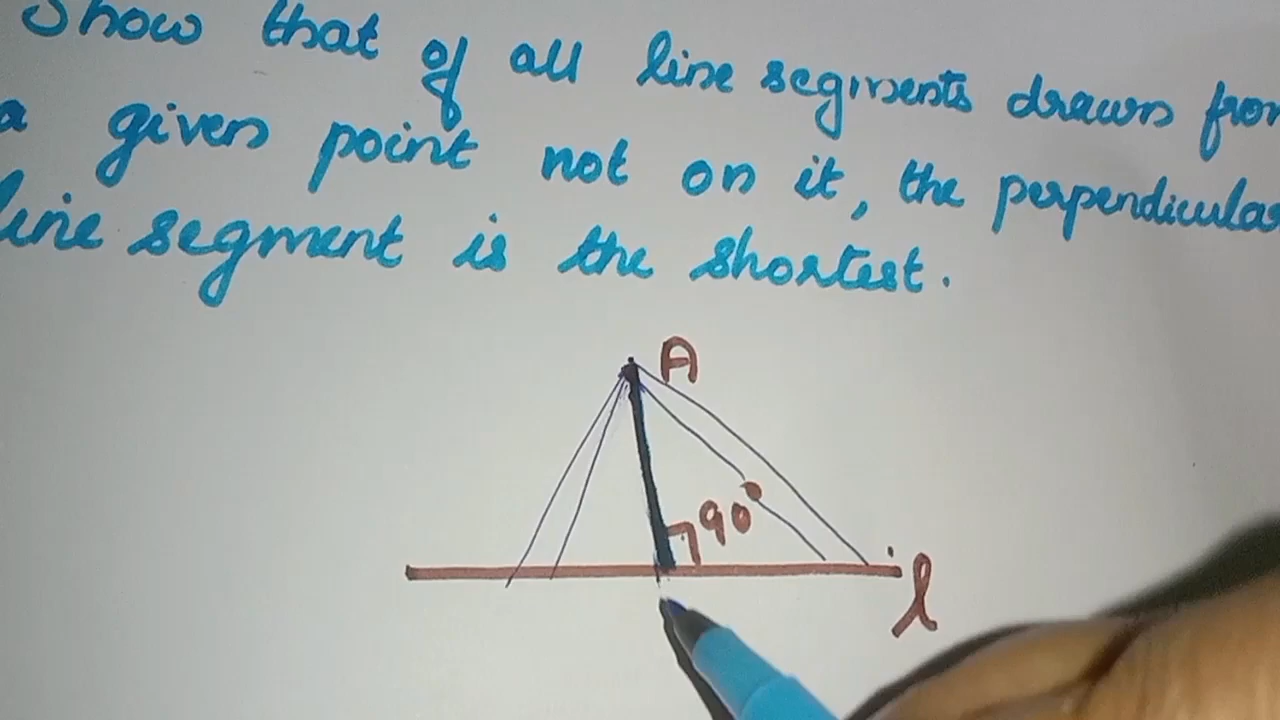 Show that of all line segments drawn from
a given point not on it, the perpendicular
line segment is the shortest.
A
90°
l